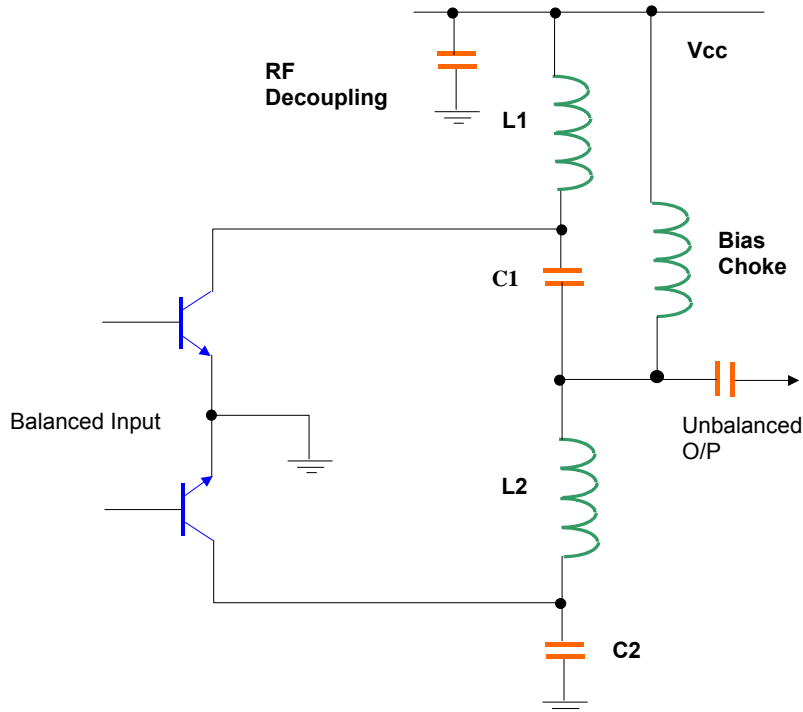 Vcc
RF
Decoupling
L1
Bias
Choke
C1
Balanced Input
Unbalanced
O/P
L2
C2